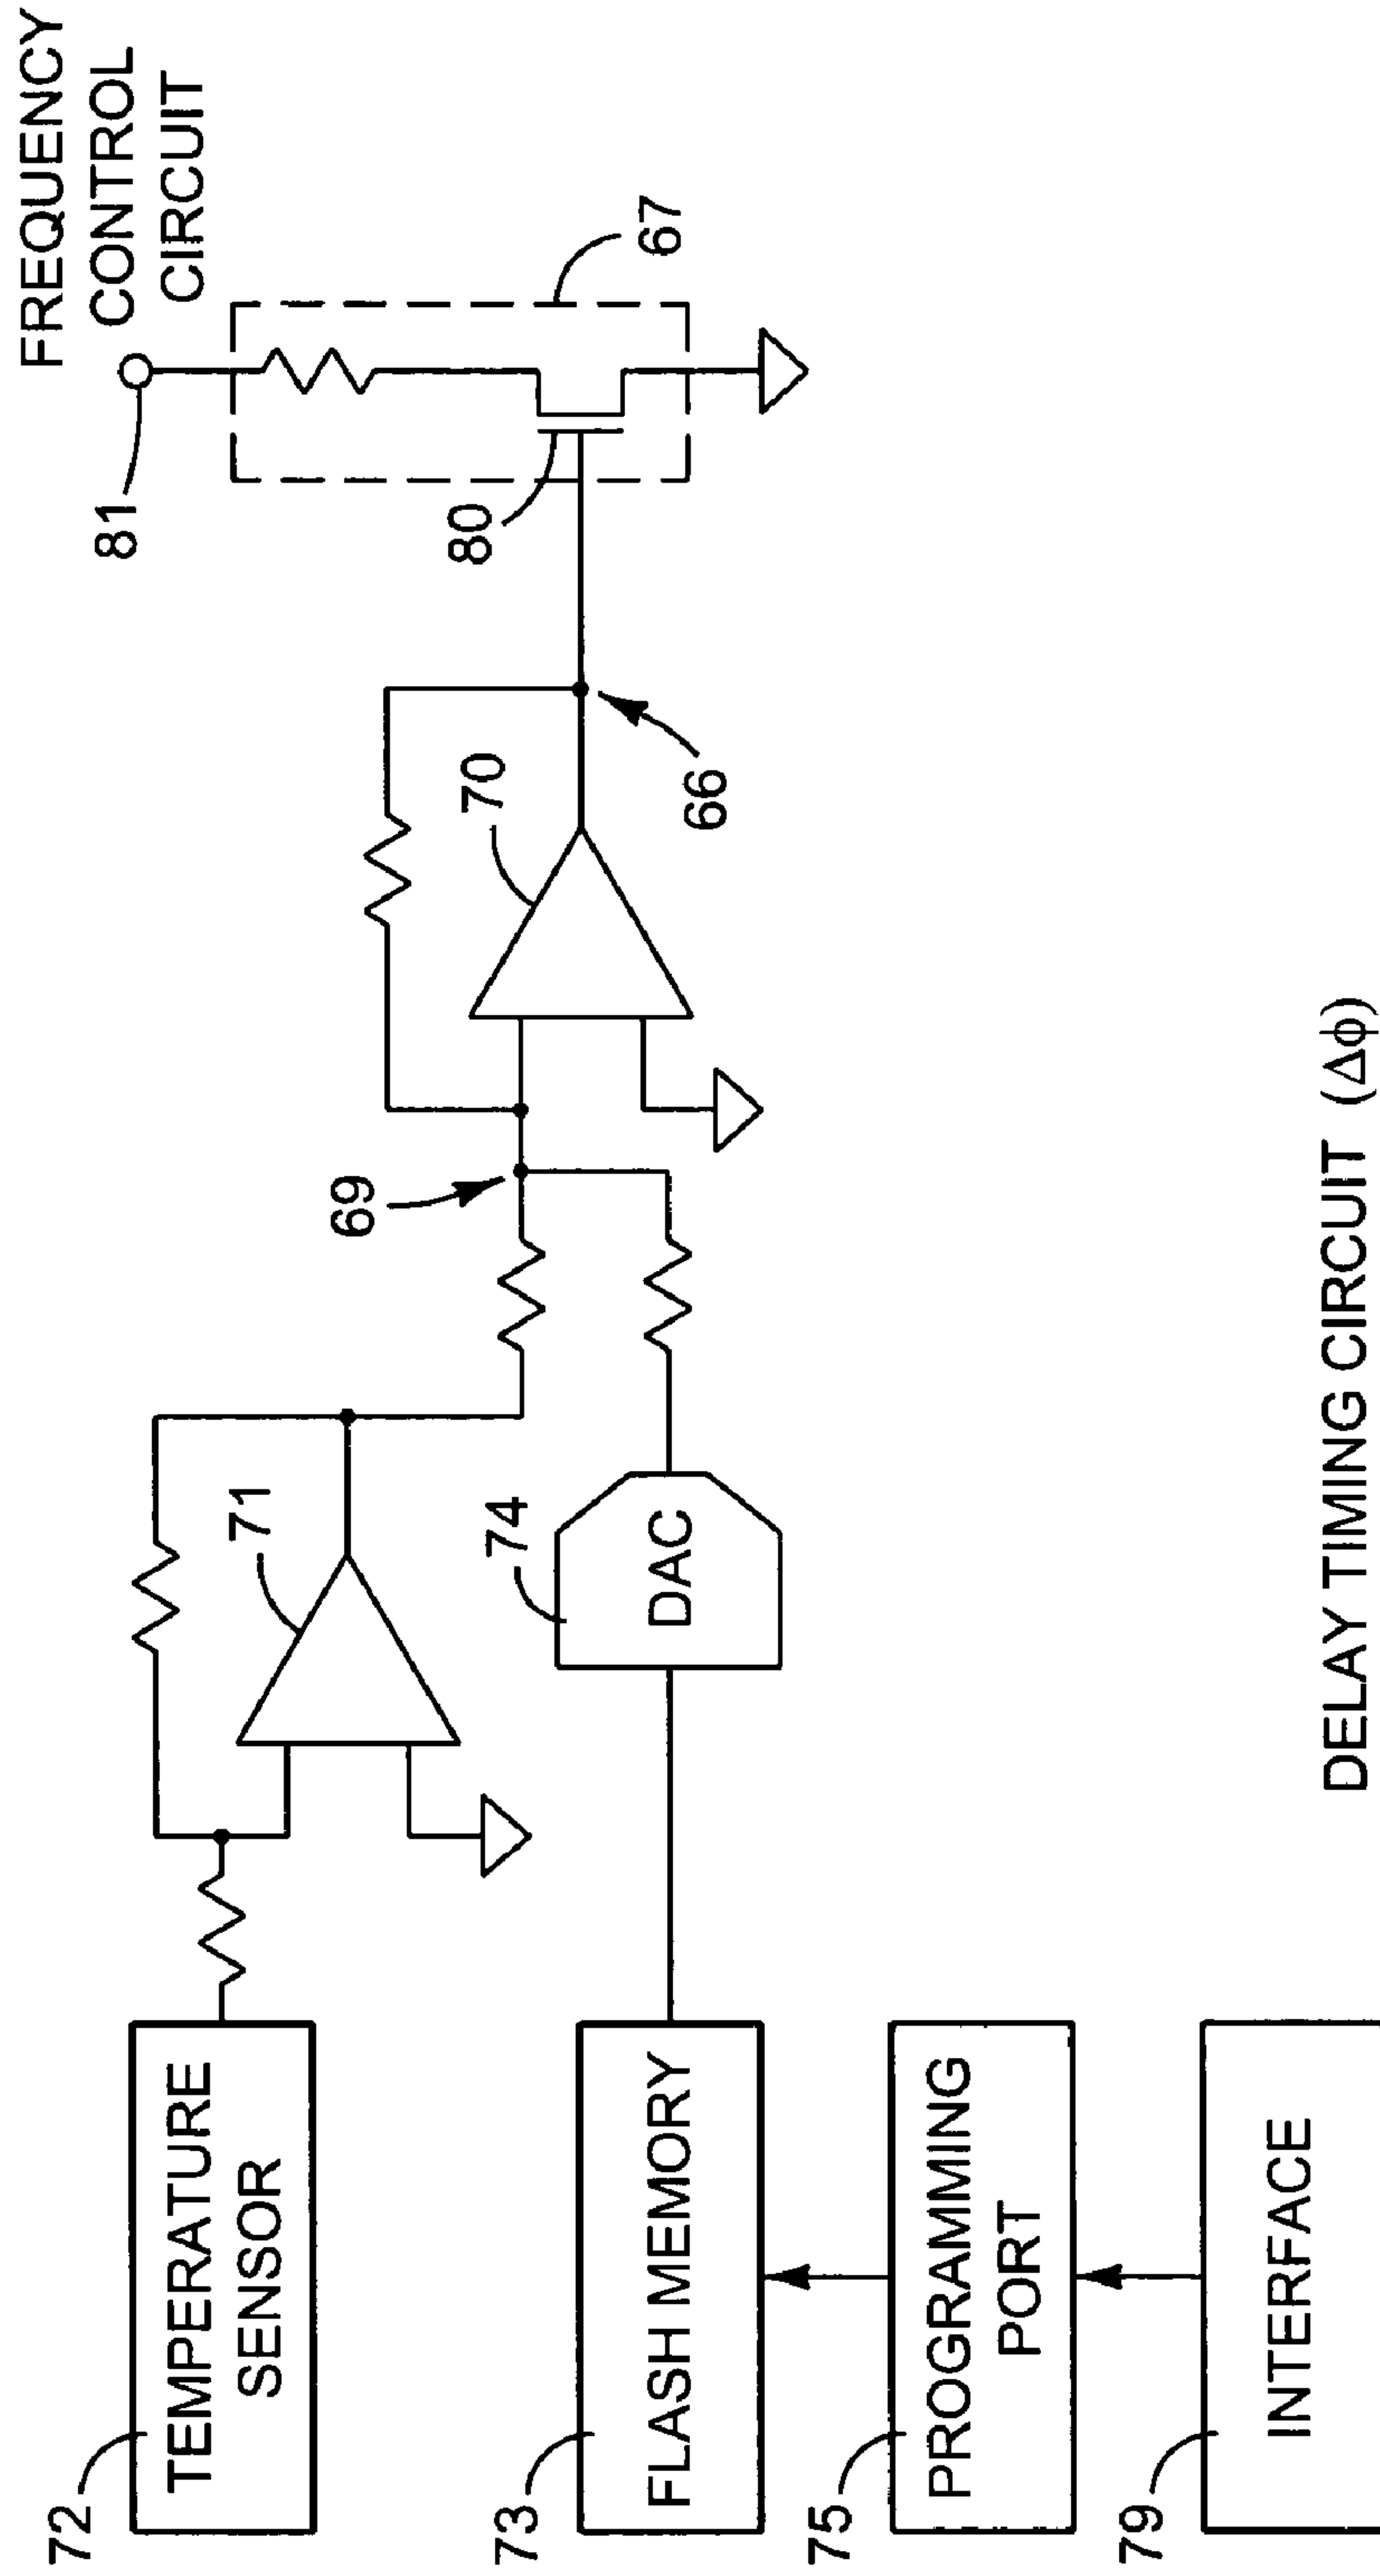 FREQUENCY
CONTROL
CIRCUIT
81
67
80
66
70
69
71
74
DAC
72
TEMPERATURE
SENSOR
73
FLASH MEMORY
75
PROGRAMMING
PORT
79
INTERFACE
DELAY TIMING CIRCUIT (Δϕ)